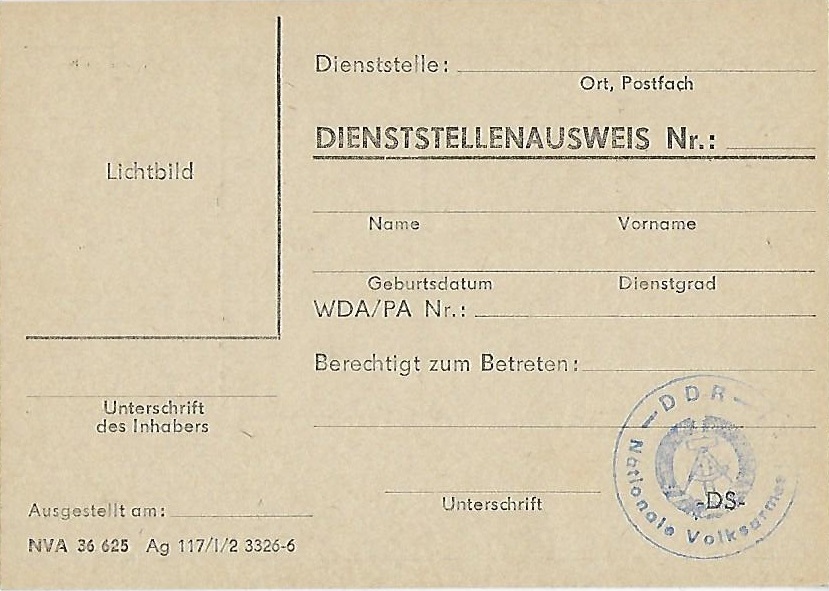 Lichtbild
Dienststelle:
Ort, Postfach
DIENSTSTELLENAUSWEIS Nr.:
Name Vorname
Geburtsdatum Dienstgrad
WDA/PA Nr.:
Berechtigt zum Betreten:
Unterschrift
des Inhabers
Ausgestellt am:
NVA 36 625 Ag 117/I/2 3326-6
Unterschrift
-DS-
— DDR —
Nationale Volksarmee